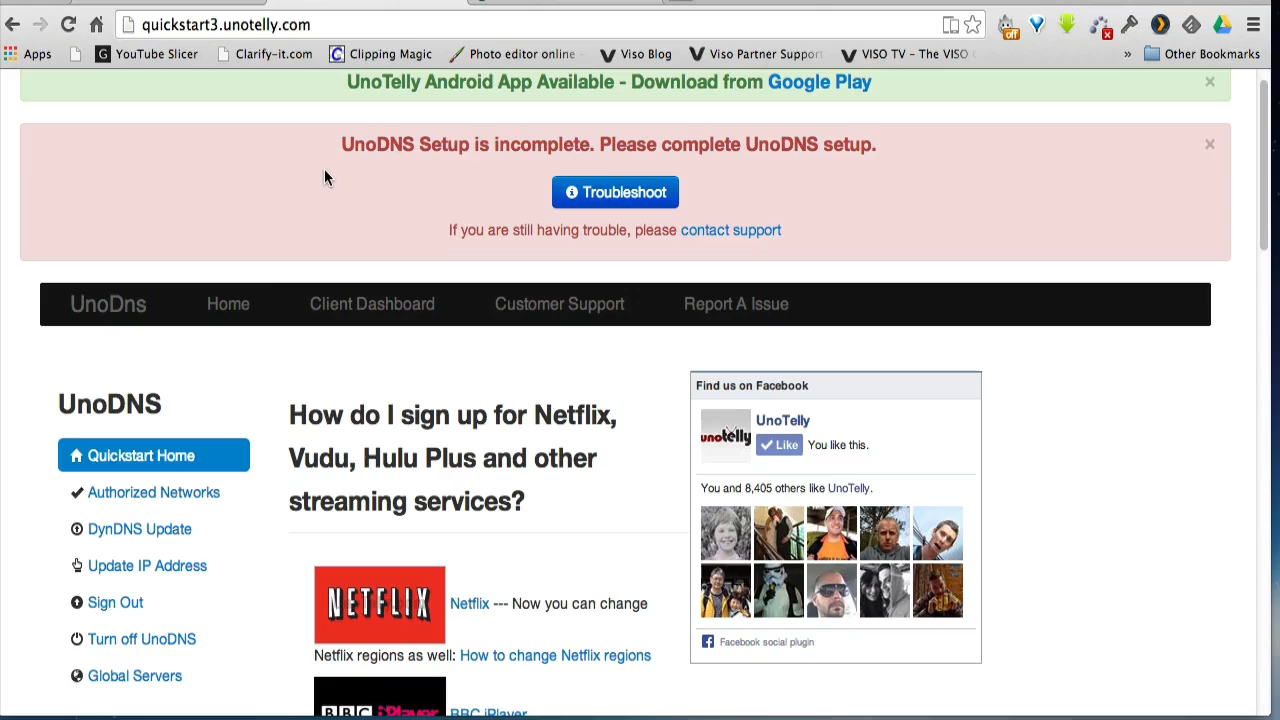 quickstart3.unotelly.com
off
Apps
YouTube Slicer
Clarify-it.com
Clipping Magic
Photo editor online
Viso Blog
Viso Partner Support
VISO TV – The VISO
»
Other Bookmarks
UnoTelly Android App Available - Download from Google Play
×
UnoDNS Setup is incomplete. Please complete UnoDNS setup.
×
Troubleshoot
If you are still having trouble, please contact support
UnoDns
Home
Client Dashboard
Customer Support
Report A Issue
UnoDNS
Quickstart Home
Authorized Networks
DynDNS Update
Update IP Address
Sign Out
Turn off UnoDNS
Global Servers
How do I sign up for Netflix,
Vudu, Hulu Plus and other
streaming services?
NETFLIX
Netflix --- Now you can change
Netflix regions as well: How to change Netflix regions
BBC iPlayer
BBC iPlayer
Find us on Facebook
unotelly
UnoTelly
Like
You like this.
You and 8,405 others like UnoTelly.
Facebook social plugin